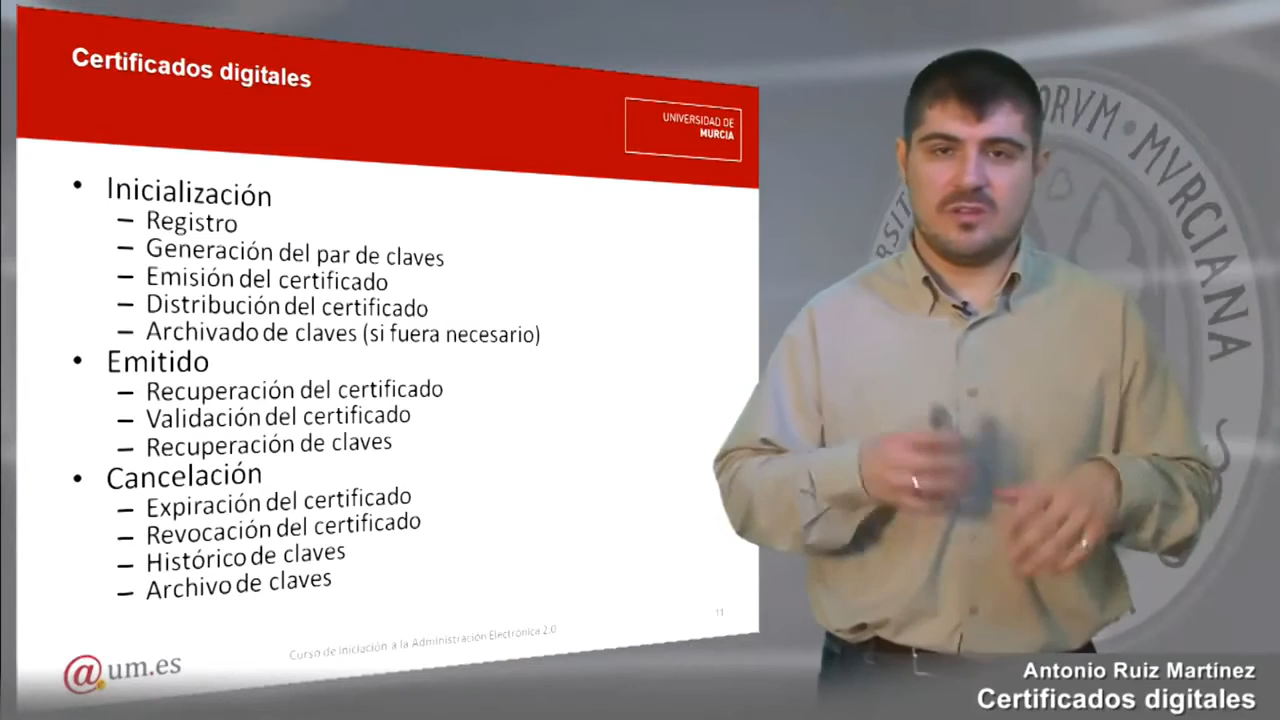 Certificados digitales
UNIVERSIDAD DE
MURCIA
• Inicialización
– Registro
– Generación del par de claves
– Emisión del certificado
– Distribución del certificado
– Archivado de claves (si fuera necesario)
• Emitido
– Recuperación del certificado
– Validación del certificado
– Recuperación de claves
• Cancelación
– Expiración del certificado
– Revocación del certificado
– Histórico de claves
– Archivo de claves
11
Curso de Iniciación a la Administración Electrónica 2.0
@um.es
ORVM • MVRCIANA
Antonio Ruiz Martínez
Certificados digitales